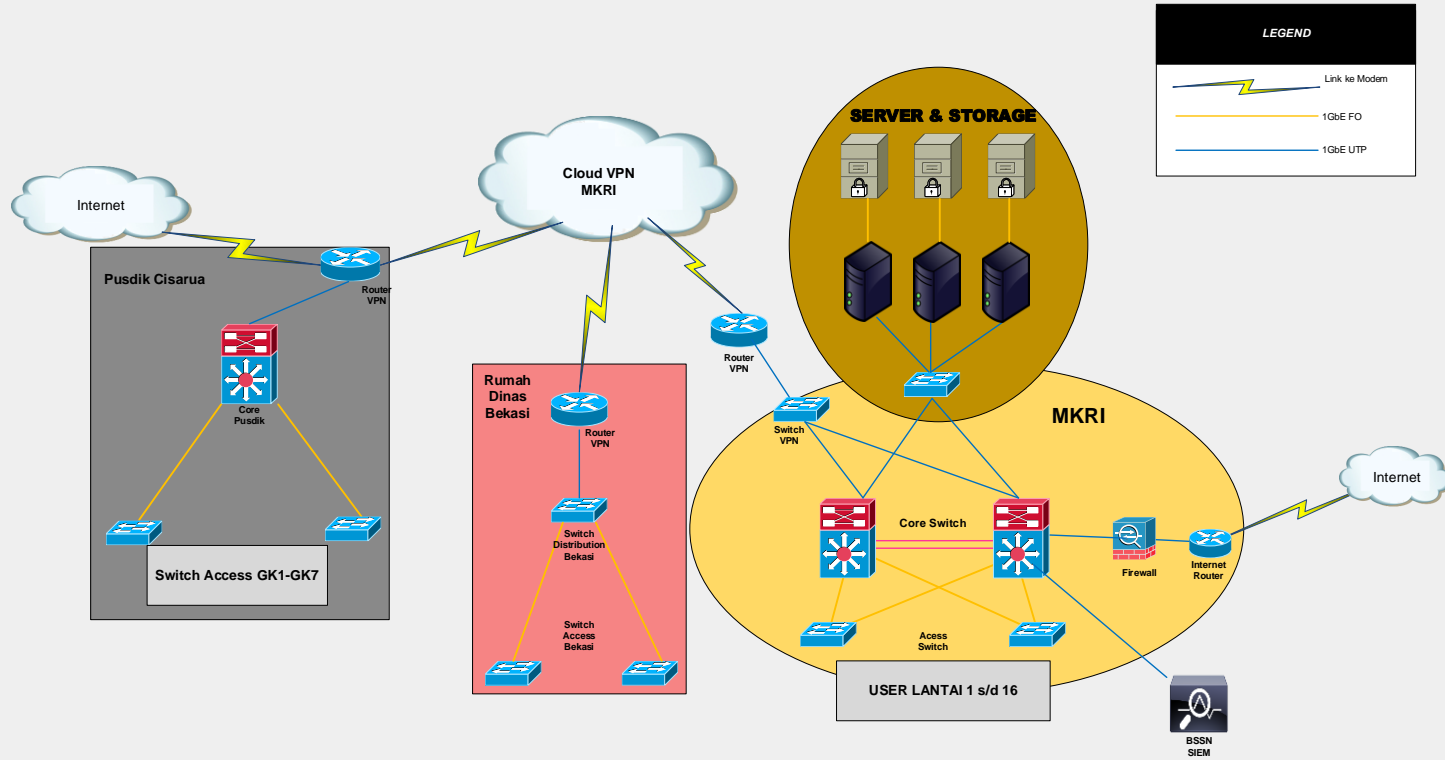 LEGEND
Link ke Modem
1GbE FO
1GbE UTP
SERVER & STORAGE
Cloud VPN
MKRI
Internet
Pusdik Cisarua
Router
VPN
Core
Pusdik
Switch Access GK1-GK7
Rumah
Dinas
Bekasi
Router
VPN
Switch
Distribution
Bekasi
Switch
Access
Bekasi
Router
VPN
Switch
VPN
MKRI
Core Switch
Firewall
Internet
Router
Internet
Acess
Switch
USER LANTAI 1 s/d 16
BSSN
SIEM